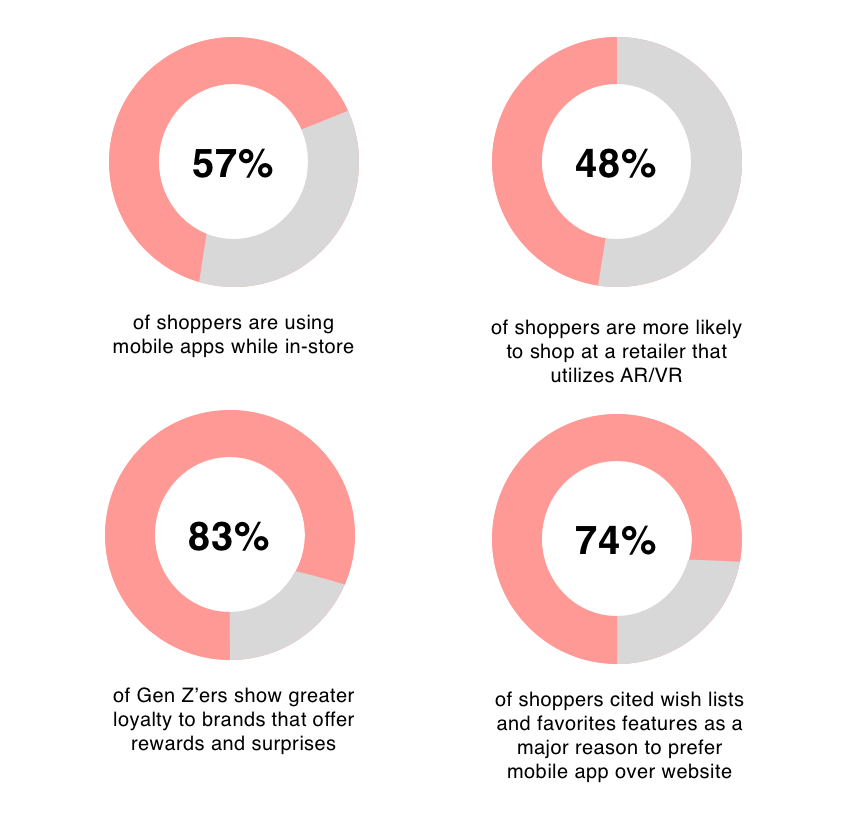 57%
of shoppers are using
mobile apps while in-store
48%
of shoppers are more likely
to shop at a retailer that
utilizes AR/VR
83%
of Gen Z’ers show greater
loyalty to brands that offer
rewards and surprises
74%
of shoppers cited wish lists
and favorites features as a
major reason to prefer
mobile app over website